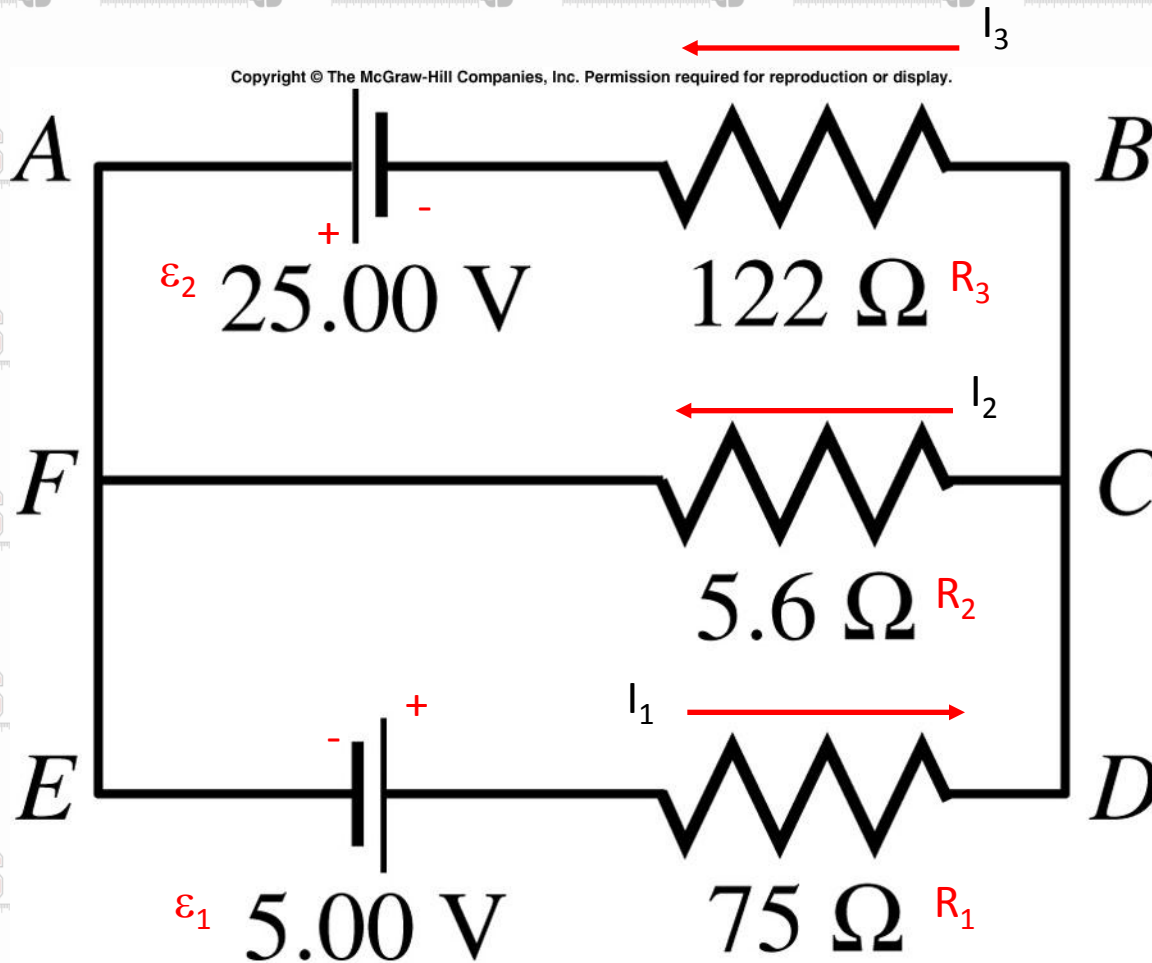 I₃
Copyright © The McGraw-Hill Companies, Inc. Permission required for reproduction or display.
A B
+ -
ε₂ 25.00 V 122 Ω R₃
I₂
F C
5.6 Ω R₂
I₁
- +
E D
ε₁ 5.00 V 75 Ω R₁